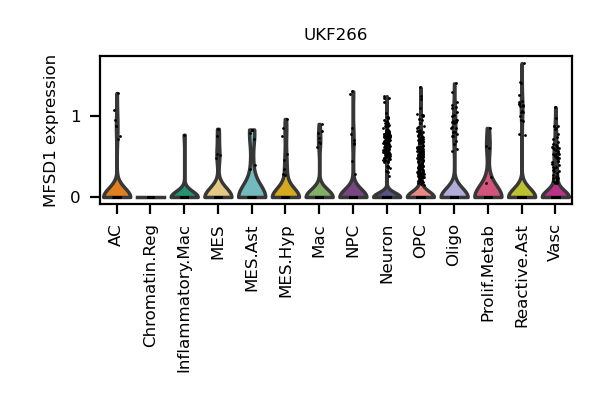 UKF266
MFSD1 expression
1
0
AC
Chromatin.Reg
Inflammatory.Mac
MES
MES.Ast
MES.Hyp
Mac
NPC
Neuron
OPC
Oligo
Prolif.Metab
Reactive.Ast
Vasc